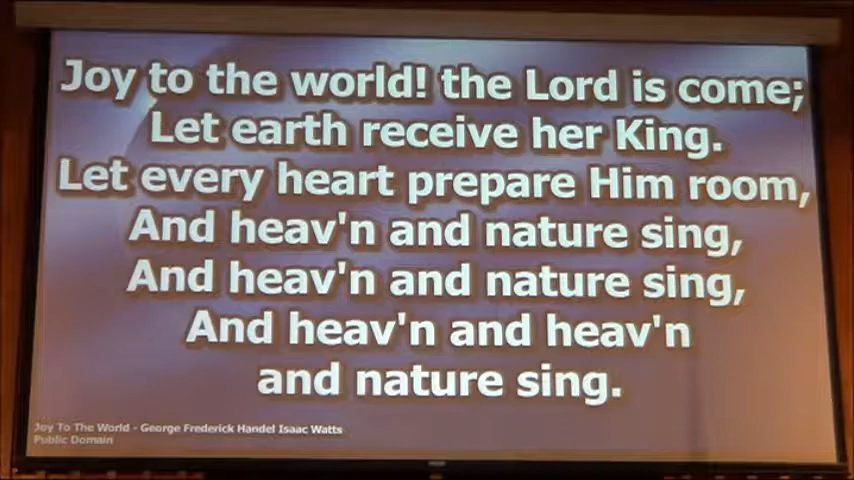 Joy to the world! the Lord is come;
Let earth receive her King.
Let every heart prepare Him room,
And heav'n and nature sing,
And heav'n and nature sing,
And heav'n and heav'n
and nature sing.
Joy To The World - George Frederick Handel Isaac Watts
Public Domain